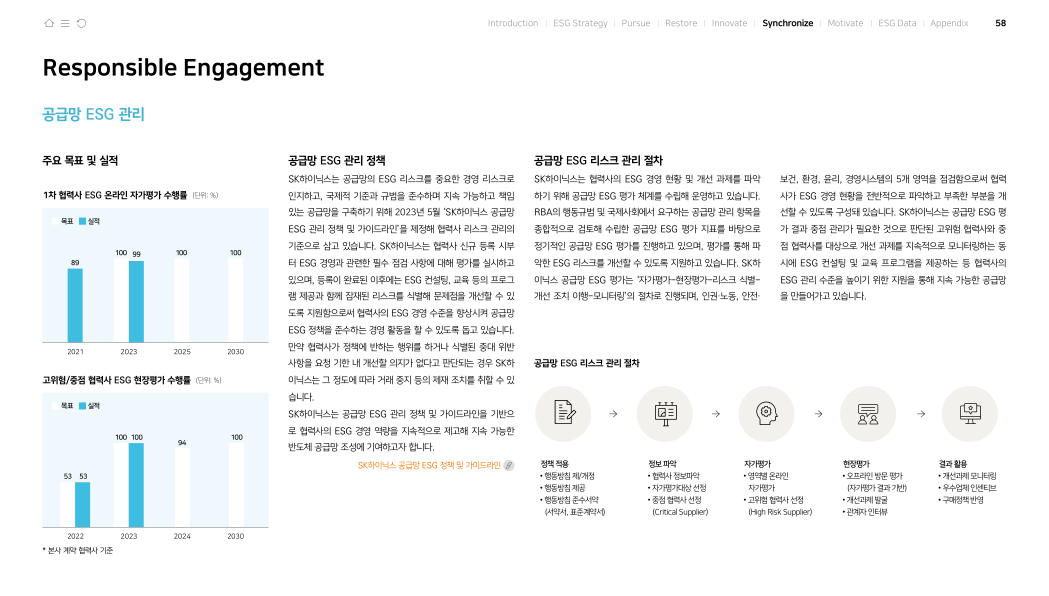 Introduction | ESG Strategy | Pursue | Restore | Innovate | Synchronize | Motivate | ESG Data | Appendix 58
Responsible Engagement
공급망 ESG 관리
주요 목표 및 실적
1차 협력사 ESG 온라인 자가평가 수행률 (단위: %)
목표 실적
89
100 99
100
100
2021 2023 2025 2030
고위험/중점 협력사 ESG 현장평가 수행률 (단위: %)
목표 실적
53 53
100 100
94
100
2022 2023 2024 2030
* 본사 계약 협력사 기준
공급망 ESG 관리 정책
SK하이닉스는 공급망의 ESG 리스크를 중요한 경영 리스크로
인지하고, 국제적 기준과 규범을 준수하며 지속 가능하고 책임
있는 공급망을 구축하기 위해 2023년 5월 ‘SK하이닉스 공급망
ESG 관리 정책 및 가이드라인’을 제정해 협력사 리스크 관리의
기준으로 삼고 있습니다. SK하이닉스는 협력사 신규 등록 시부
터 ESG 경영과 관련한 필수 점검 사항에 대해 평가를 실시하고
있으며, 등록이 완료된 이후에는 ESG 컨설팅, 교육 등의 프로그
램 제공과 함께 잠재된 리스크를 식별해 문제점을 개선할 수 있
도록 지원함으로써 협력사의 ESG 경영 수준을 향상시켜 공급망
ESG 정책을 준수하는 경영 활동을 할 수 있도록 돕고 있습니다.
만약 협력사가 정책에 반하는 행위를 하거나 식별된 중대 위반
사항을 요청 기한 내 개선할 의지가 없다고 판단되는 경우 SK하
이닉스는 그 정도에 따라 거래 중지 등의 제재 조치를 취할 수 있
습니다.
SK하이닉스는 공급망 ESG 관리 정책 및 가이드라인을 기반으
로 협력사의 ESG 경영 역량을 지속적으로 제고해 지속 가능한
반도체 공급망 조성에 기여하고자 합니다.
SK하이닉스 공급망 ESG 정책 및 가이드라인
공급망 ESG 리스크 관리 절차
SK하이닉스는 협력사의 ESG 경영 현황 및 개선 과제를 파악
하기 위해 공급망 ESG 평가 체계를 수립해 운영하고 있습니다.
RBA의 행동규범 및 국제사회에서 요구하는 공급망 관리 항목을
종합적으로 검토해 수립한 공급망 ESG 평가 지표를 바탕으로
정기적인 공급망 ESG 평가를 진행하고 있으며, 평가를 통해 파
악한 ESG 리스크를 개선할 수 있도록 지원하고 있습니다. SK하
이닉스 공급망 ESG 평가는 ‘자가평가-현장평가-리스크 식별-
개선 조치 이행-모니터링’의 절차로 진행되며, 인권·노동, 안전·
보건, 환경, 윤리, 경영시스템의 5개 영역을 점검함으로써 협력
사가 ESG 경영 현황을 전반적으로 파악하고 부족한 부분을 개
선할 수 있도록 구성돼 있습니다. SK하이닉스는 공급망 ESG 평
가 결과 중점 관리가 필요한 것으로 판단된 고위험 협력사와 중
점 협력사를 대상으로 개선 과제를 지속적으로 모니터링하는 동
시에 ESG 컨설팅 및 교육 프로그램을 제공하는 등 협력사의
ESG 관리 수준을 높이기 위한 지원을 통해 지속 가능한 공급망
을 만들어가고 있습니다.
공급망 ESG 리스크 관리 절차
정책 적용
• 행동방침 제/개정
• 행동방침 제공
• 행동방침 준수서약
(서약서, 표준계약서)
정보 파악
• 협력사 정보파악
• 자가평가대상 선정
• 중점 협력사 선정
(Critical Supplier)
자가평가
• 영역별 온라인
자가평가
• 고위험 협력사 선정
(High Risk Supplier)
현장평가
• 오프라인 방문 평가
(자가평가 결과 기반)
• 개선과제 발굴
• 관계자 인터뷰
결과 활용
• 개선과제 모니터링
• 우수업체 인센티브
• 구매정책 반영